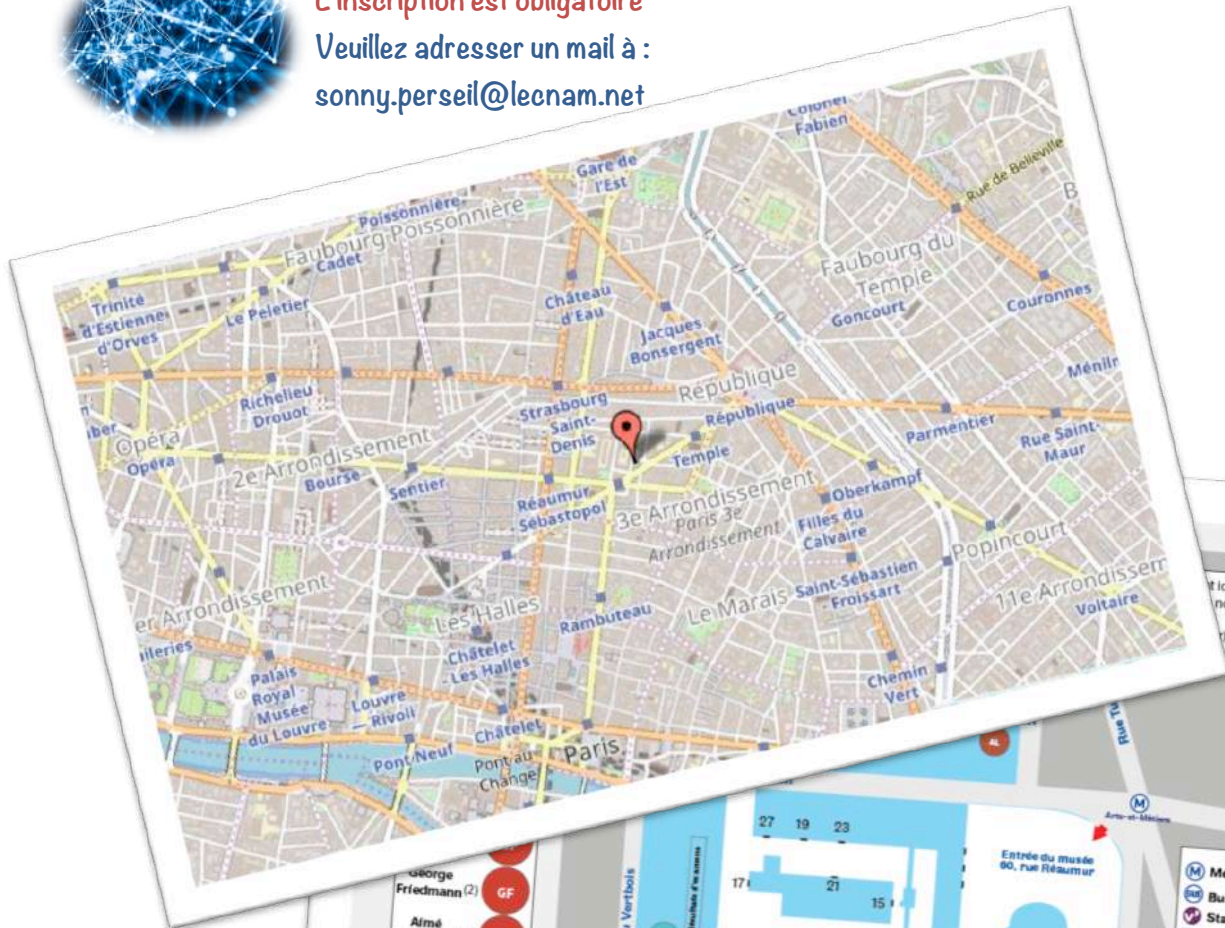 L'inscription est obligatoire
Veuillez adresser un mail à :
sonny.perseil@lecnam.net
Colonel
Fabien
Rue de Belleville
Gare de
l'Est
Poissonnière
Faubourg Poissonnière
Cadet
Faubourg du
Temple
Trinité
d'Estienne
d'Orves
Le Peletier
Château
d'Eau
Goncourt
Couronnes
Jacques
Bonsergent
République
République
Richelieu
Drouot
Strasbourg
Saint-
Denis
Parmentier
Rue Saint-
Maur
Opéra
Opéra
2e Arrondissement
Bourse
Sentier
Temple
Réaumur
Sébastopol
3e Arrondissement
Paris 3e
Arrondissement
Oberkampf
Filles du
Calvaire
Popincourt
er Arrondissement
Les Halles
Rambuteau
Le Marais
Saint-Sébastien
Froissart
11e Arrondissem
Voltaire
Châtelet
Les Halles
Chemin
Vert
Palais
Royal
Musée
du Louvre
Louvre
Rivoli
Pont Neuf
Châtelet
Pont au
Change
Paris
AL
M
Arts-et-Métiers
27 19 23
17
21
15
Entrée du musée
60, rue Réaumur
George
Friedmann (2)
GF
Aimé
Vertbois
M
BUS